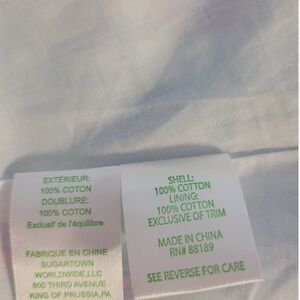 EXTÉRIEUR:
100% COTON
DOUBLURE:
100% COTON
Exclusif de l'équilibre
FABRIQUE EN CHINE
SUGARTOWN
WORLDWIDE,LLC
800 THIRD AVENUE
KING OF PRUSSIA,PA
SHELL:
100% COTTON
LINING:
100% COTTON
EXCLUSIVE OF TRIM
MADE IN CHINA
RN# 88189
SEE REVERSE FOR CARE